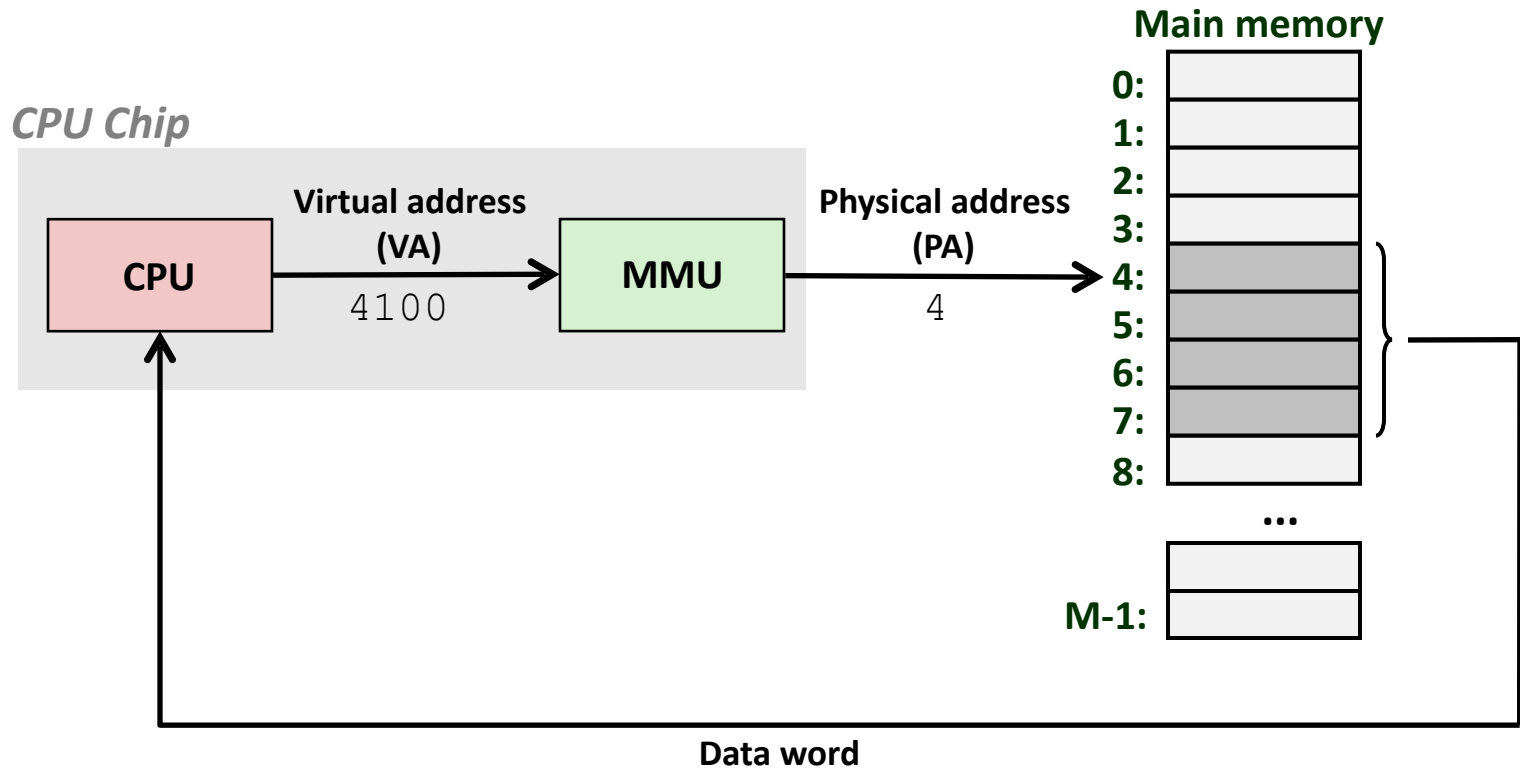 Main memory
0:
CPU Chip
1:
2:
Virtual address
(VA)
Physical address
(PA)
3:
CPU
MMU
4:
4100
4
5:
6:
7:
8:
...
M-1:
Data word